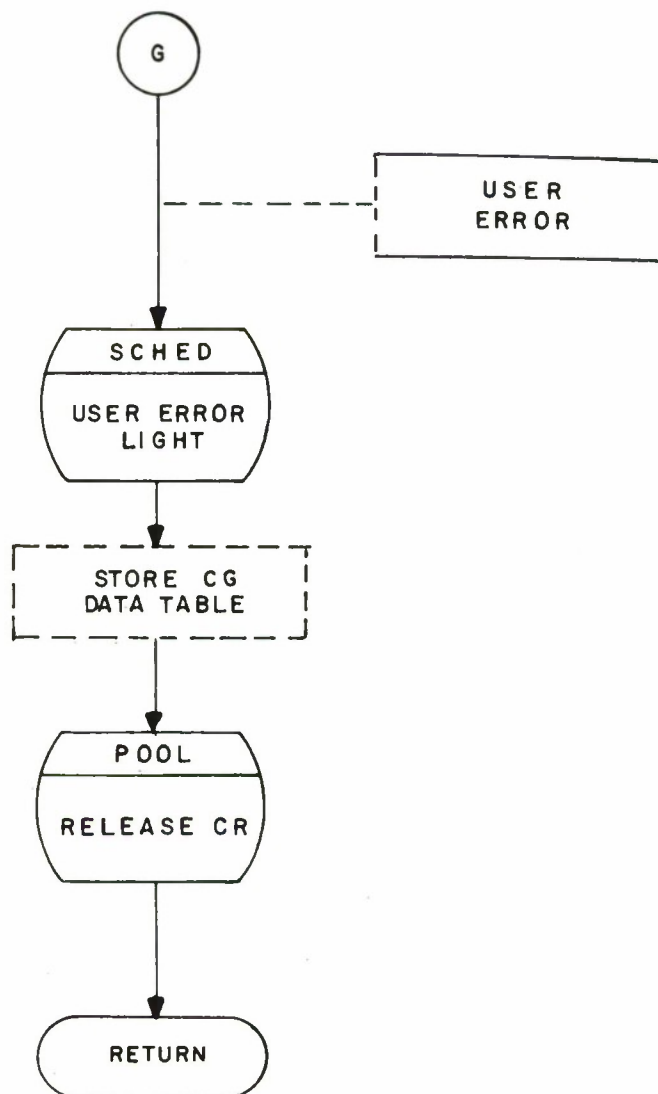 G
USER
ERROR
SCHED
USER ERROR
LIGHT
STORE CG
DATA TABLE
POOL
RELEASE CR
RETURN